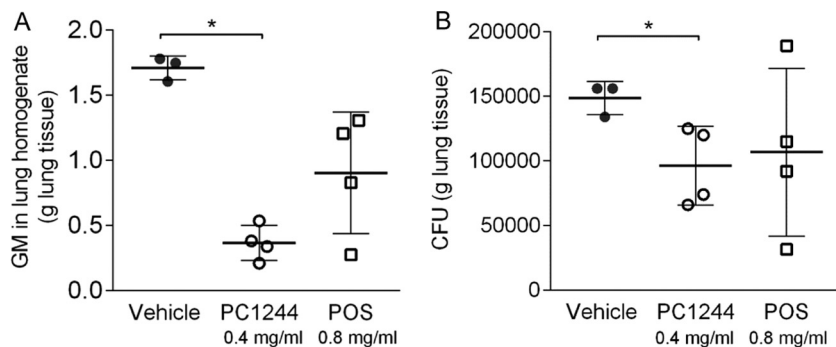 A
GM in lung homogenate
(g lung tissue)
2.0
1.5
1.0
0.5
0.0
*
Vehicle
PC1244
0.4 mg/ml
POS
0.8 mg/ml
B
CFU (g lung tissue)
200000
150000
100000
50000
0
*
Vehicle
PC1244
0.4 mg/ml
POS
0.8 mg/ml